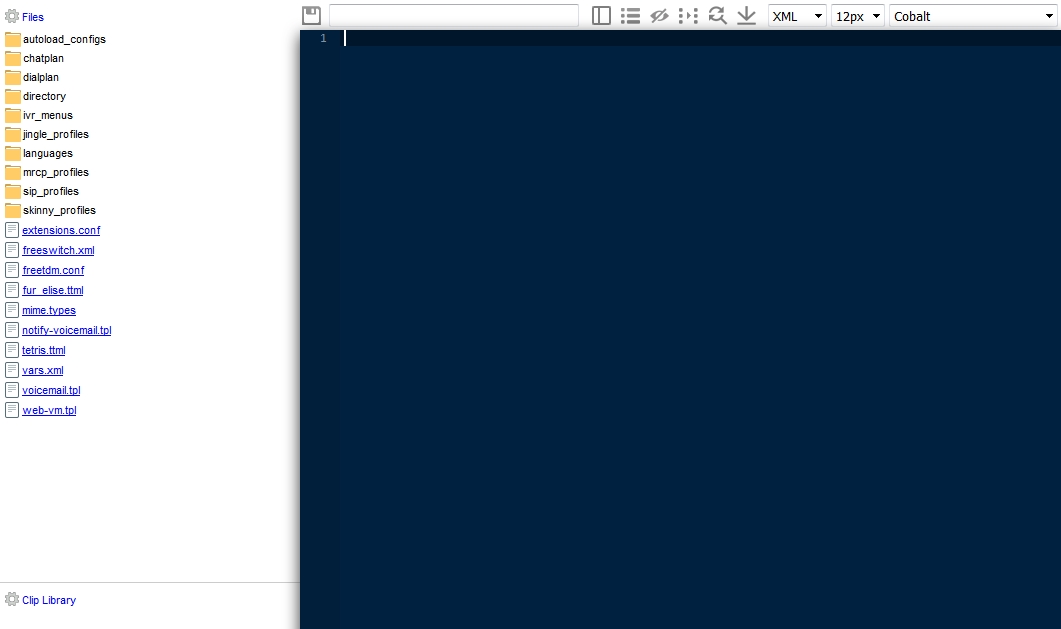 Files
XML 12px Cobalt
1
autoload_configs
chatplan
dialplan
directory
ivr_menus
jingle_profiles
languages
mrcp_profiles
sip_profiles
skinny_profiles
extensions.conf
freeswitch.xml
freetdm.conf
fur_elise.ttml
mime.types
notify-voicemail.tpl
tetris.ttml
vars.xml
voicemail.tpl
web-vm.tpl
Clip Library